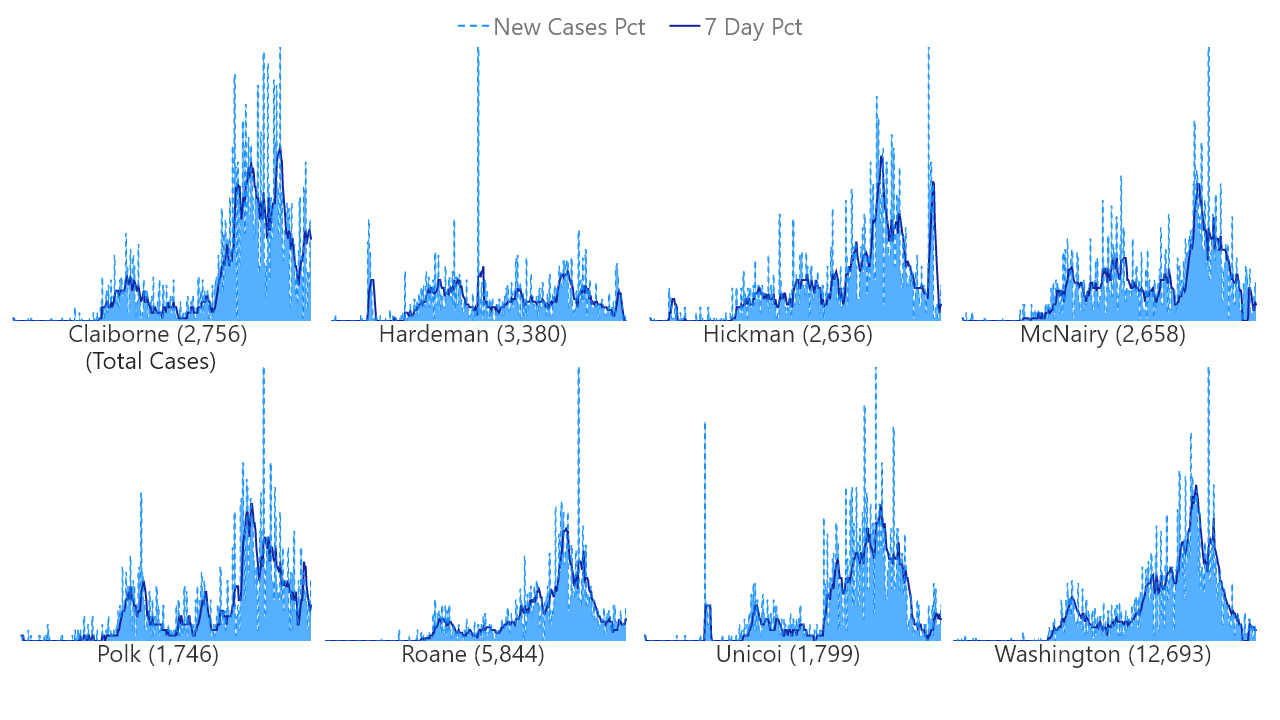 New Cases Pct 7 Day Pct
Claiborne (2,756) Hardeman (3,380) Hickman (2,636) McNairy (2,658)
(Total Cases)
Polk (1,746) Roane (5,844) Unicoi (1,799) Washington (12,693)